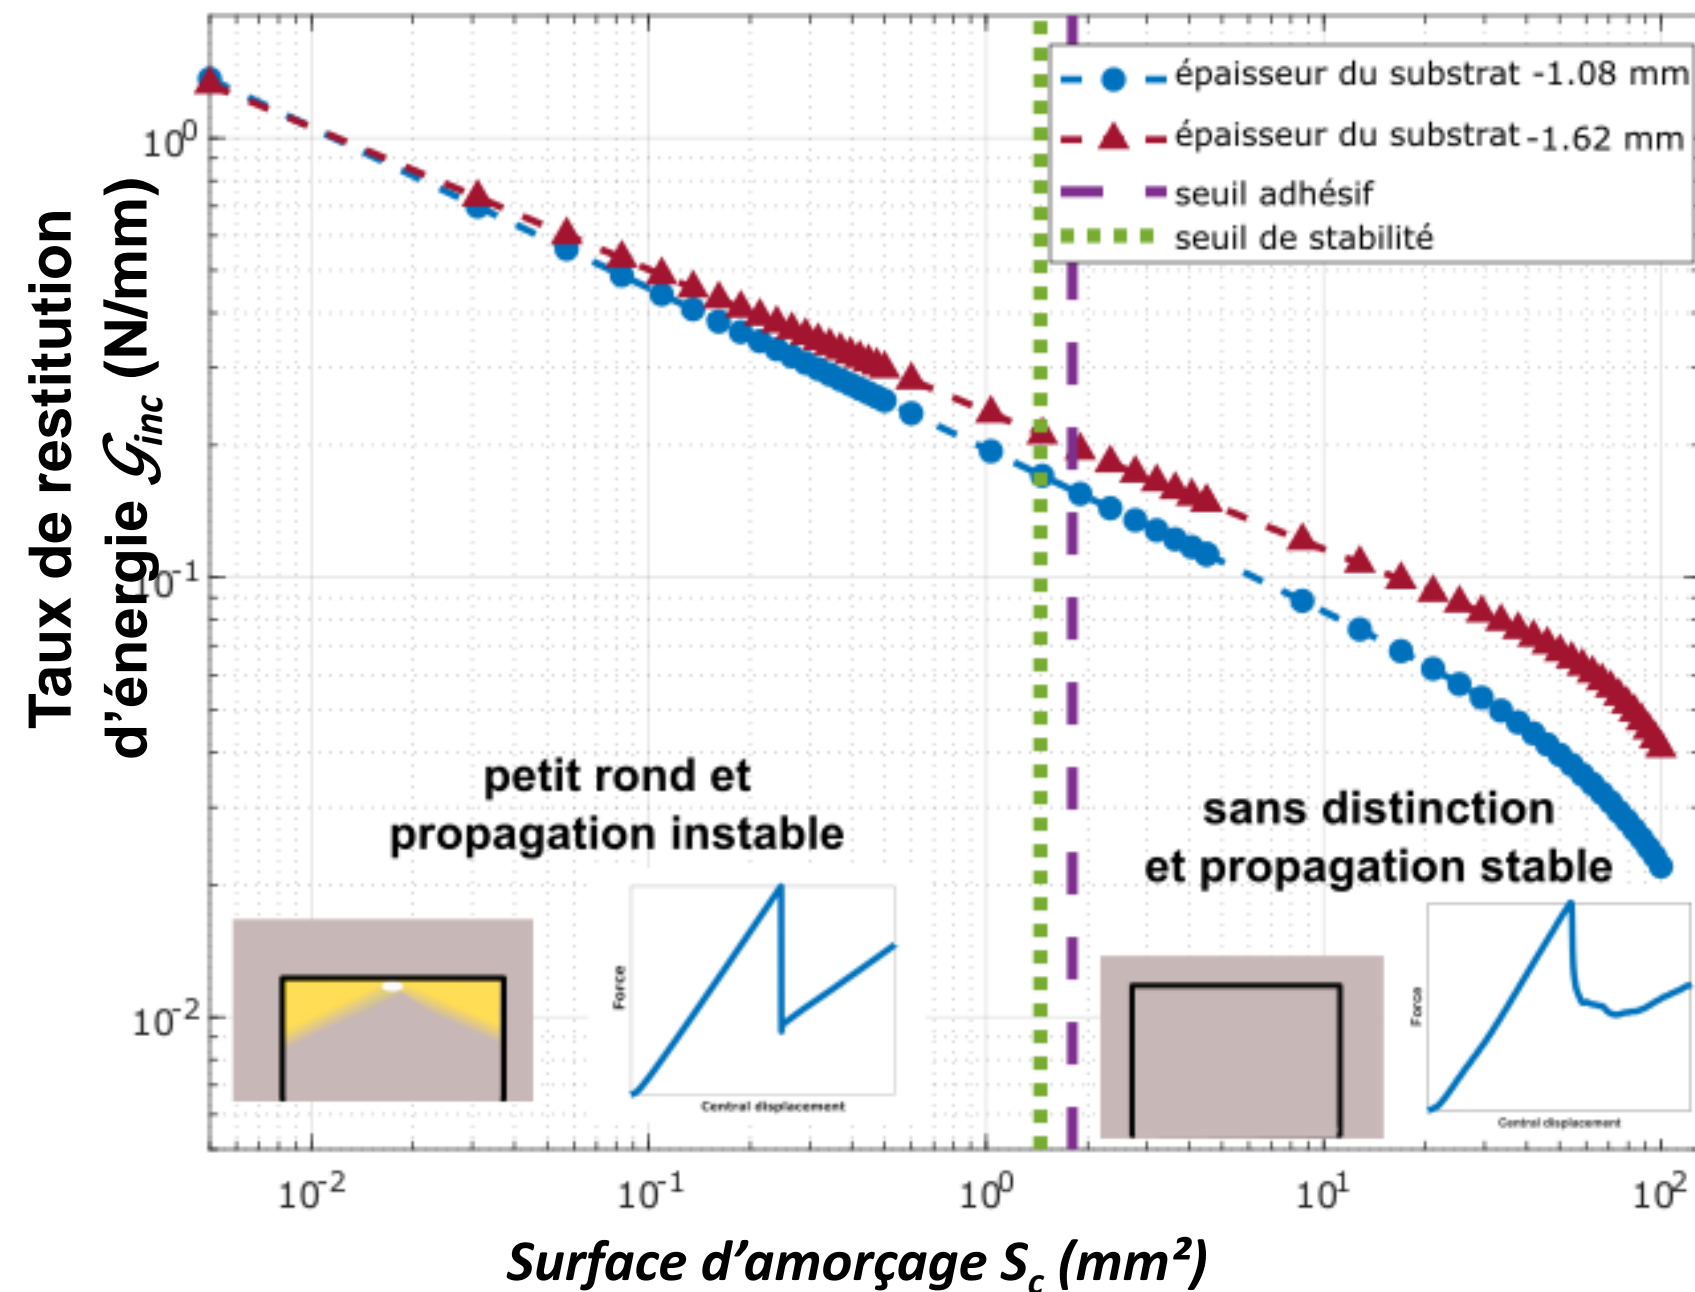 Taux de restitution
d'énergie 𝒢inc (N/mm)
10⁰
10⁻¹
10⁻²
épaisseur du substrat -1.08 mm
épaisseur du substrat -1.62 mm
seuil adhésif
seuil de stabilité
petit rond et
propagation instable
sans distinction
et propagation stable
Force
Central displacement
Force
Central displacement
10⁻²
10⁻¹
10⁰
10¹
10²
Surface d'amorçage Sc (mm²)